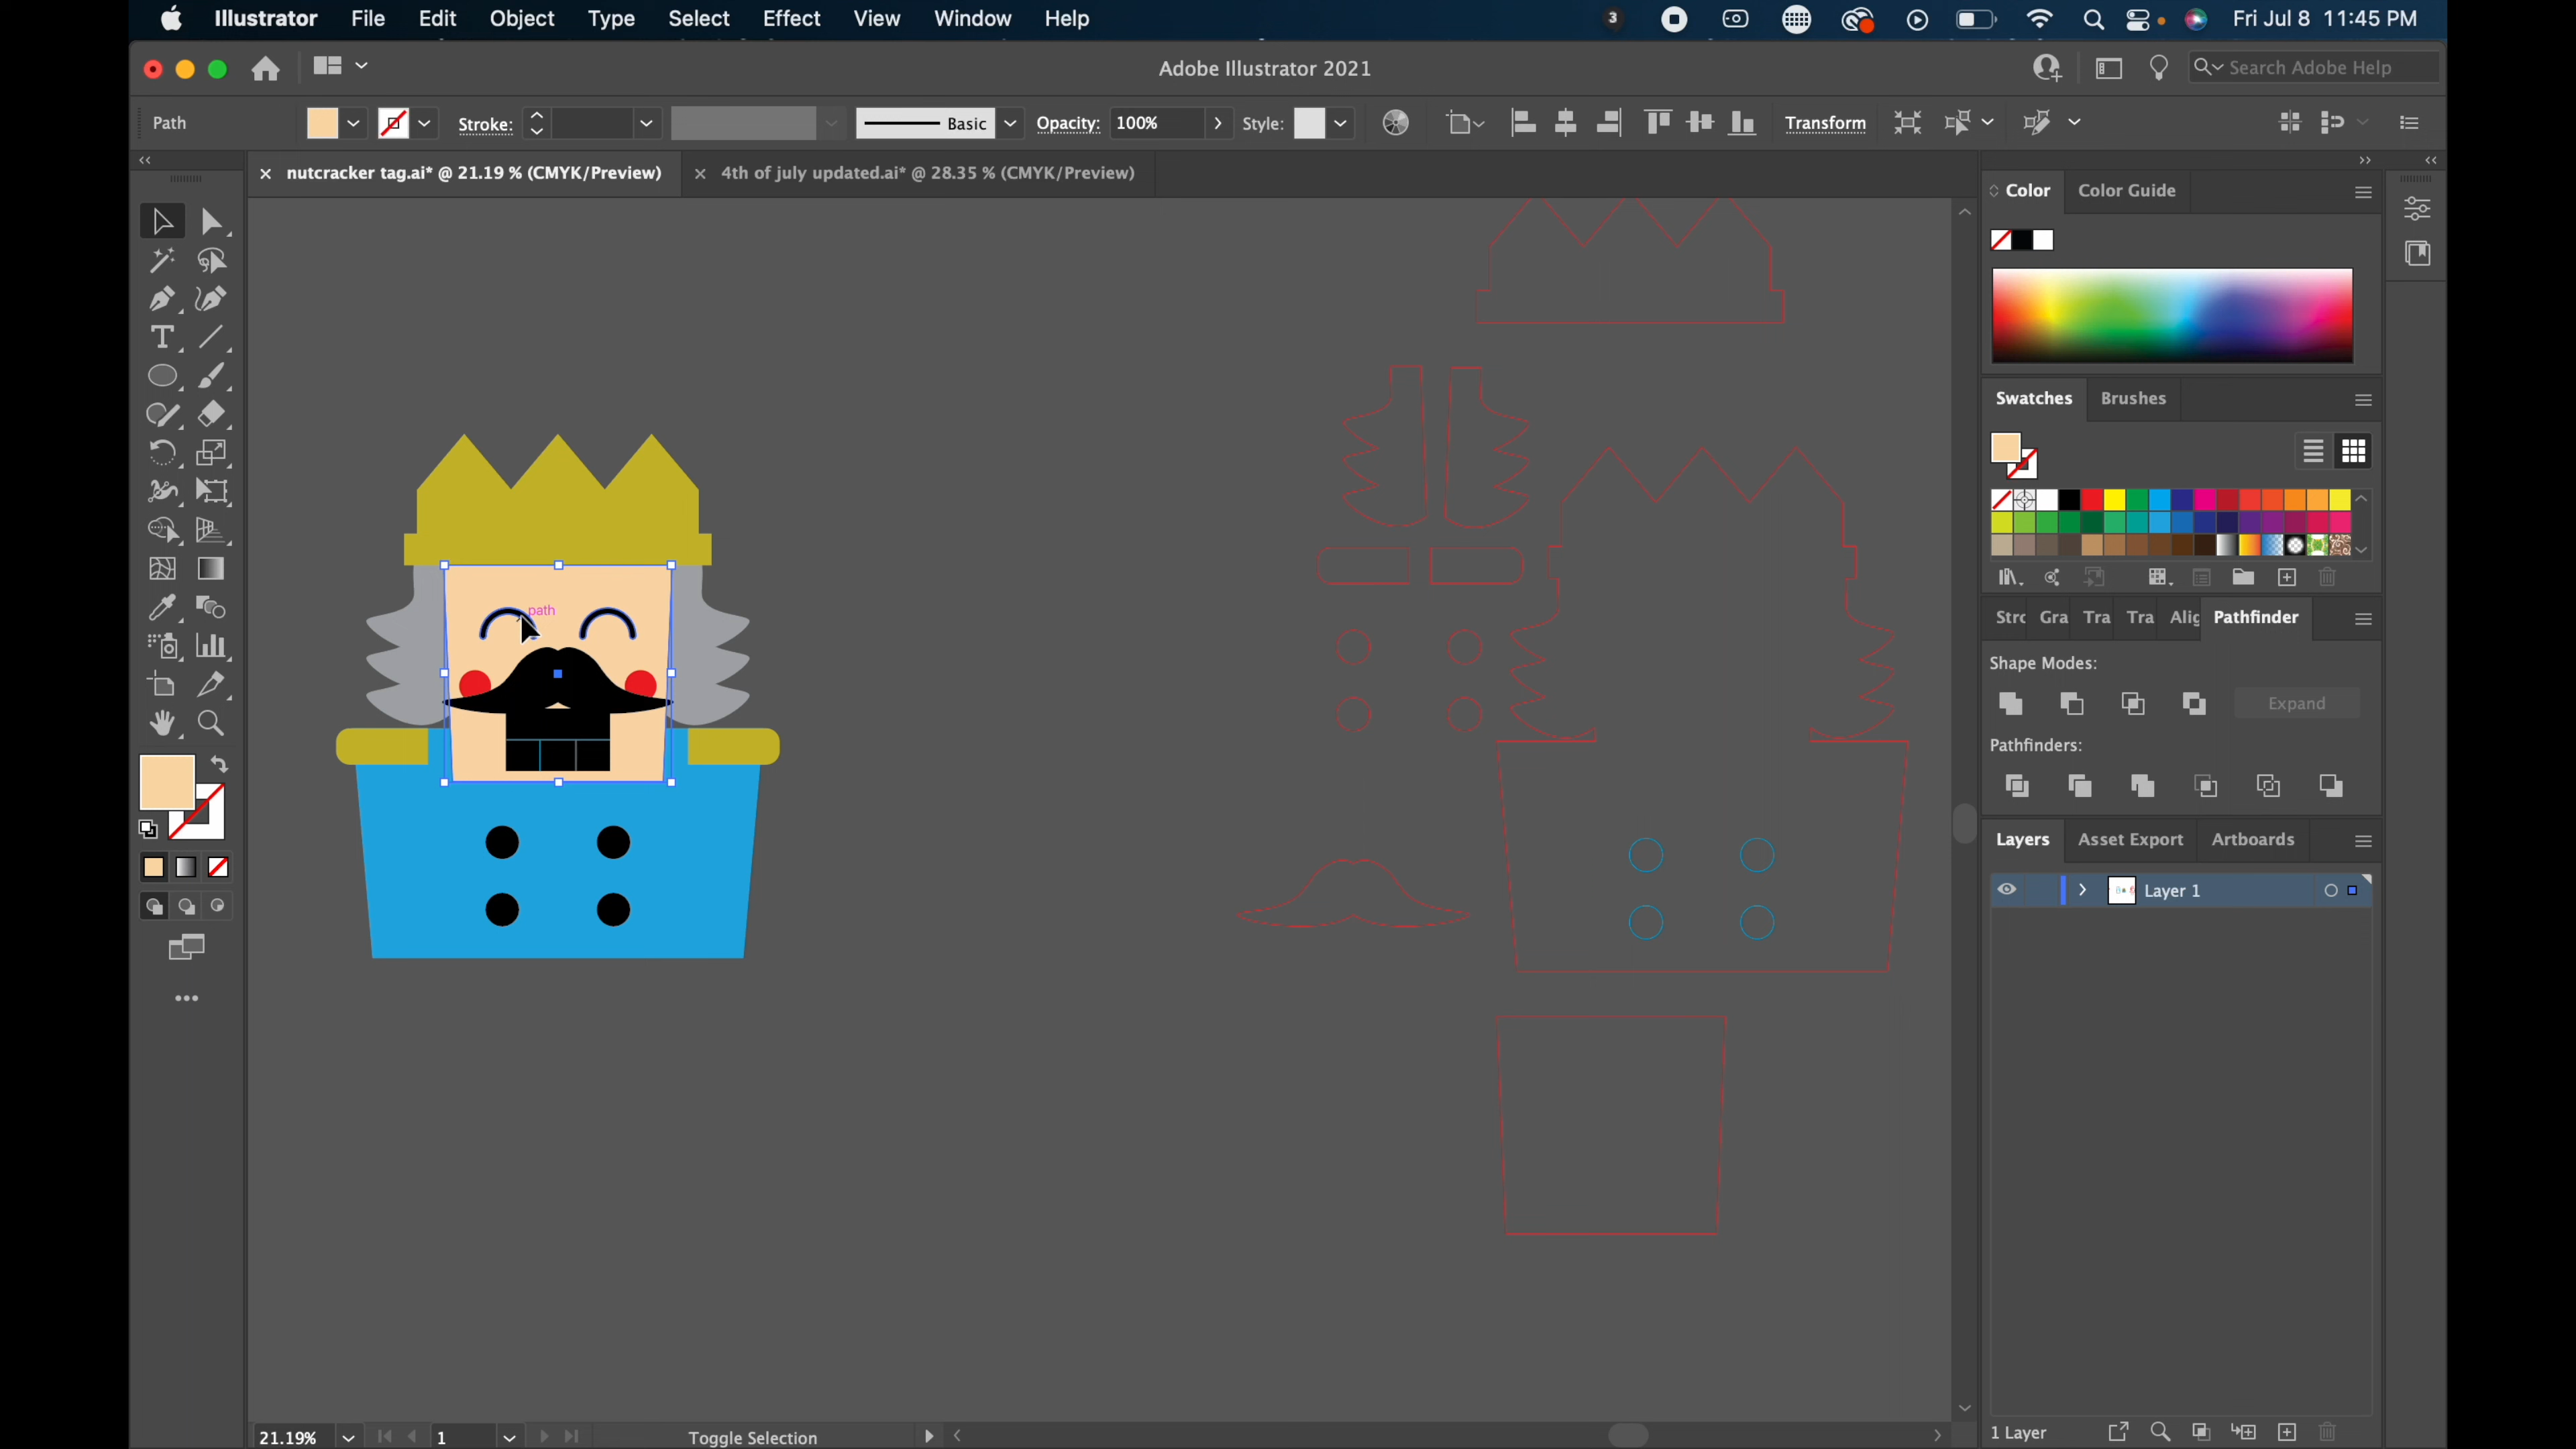 Illustrator File Edit Object Type Select Effect View Window Help
3
Fri Jul 8 11:45 PM
Adobe Illustrator 2021
Search Adobe Help
Path
Stroke:
Basic
Opacity: 100%
Style:
Transform
nutcracker tag.ai* @ 21.19 % (CMYK/Preview)
4th of july updated.ai* @ 28.35 % (CMYK/Preview)
Color
Color Guide
Swatches
Brushes
path
Strc Gra Tra Tra Alig Pathfinder
Shape Modes:
Expand
Pathfinders:
Layers
Asset Export
Artboards
Layer 1
21.19%
1
Toggle Selection
1 Layer